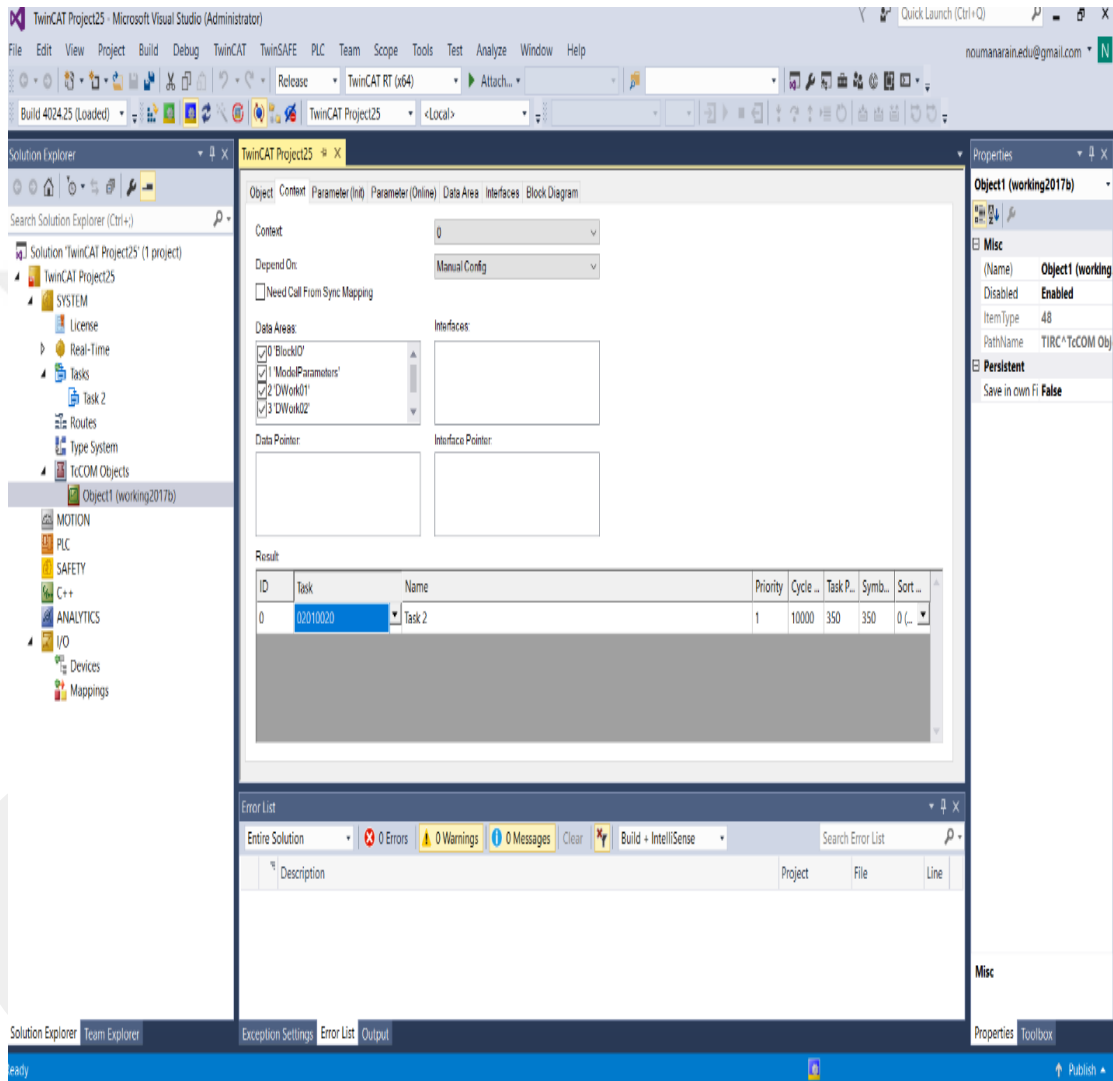 TwinCAT Project25 - Microsoft Visual Studio (Administrator)
Quick Launch (Ctrl+Q)
File Edit View Project Build Debug TwinCAT TwinSAFE PLC Team Scope Tools Test Analyze Window Help
noumanarain.edu@gmail.com N
Release TwinCAT RT (x64) Attach...
Build 4024.25 (Loaded) TwinCAT Project25 <Local>
Solution Explorer
Search Solution Explorer (Ctrl+;)
Solution 'TwinCAT Project25' (1 project)
TwinCAT Project25
SYSTEM
License
Real-Time
Tasks
Task 2
Routes
Type System
TcCOM Objects
Object1 (working2017b)
MOTION
PLC
SAFETY
C++
ANALYTICS
I/O
Devices
Mappings
Solution Explorer Team Explorer
TwinCAT Project25
Object Context Parameter (Init) Parameter (Online) Data Area Interfaces Block Diagram
Context: 0
Depend On: Manual Config
Need Call From Sync Mapping
Data Areas: Interfaces:
0 'BlockIO'
1 'ModelParameters'
2 'DWork01'
3 'DWork02'
Data Pointer: Interface Pointer:
Result:
ID Task Name Priority Cycle ... Task P... Symb... Sort ...
0 02010020 Task 2 1 10000 350 350 0 (...
Error List
Entire Solution 0 Errors 0 Warnings 0 Messages Clear Build + IntelliSense Search Error List
Description Project File Line
Exception Settings Error List Output
Properties
Object1 (working2017b)
Misc
(Name) Object1 (working
Disabled Enabled
ItemType 48
PathName TIRC^TcCOM Obj
Persistent
Save in own Fi False
Misc
Properties Toolbox
eady
Publish